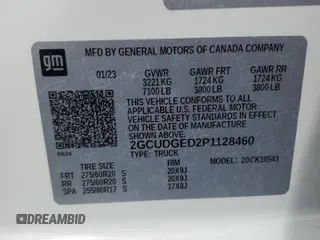 gm
MFD BY GENERAL MOTORS OF CANADA COMPANY
01/23 GVWR GAWR FRT GAWR RR
3221 KG 1724 KG 1724 KG
7100 LB 3800 LB 3800 LB
THIS VEHICLE CONFORMS TO ALL APPLICABLE U.S. FEDERAL MOTOR
VEHICLE SAFETY STANDARDS IN EFFECT ON THE DATE OF
MANUFACTURE SHOWN ABOVE.
2GCUDGED2P1128460
TYPE: TRUCK
TIRE SIZE RIM
FRT 275/60R20 S 20X9J
RR 275/60R20 S 20X9J
SPA 255/80R17 S 17X8J
© DREAMBID